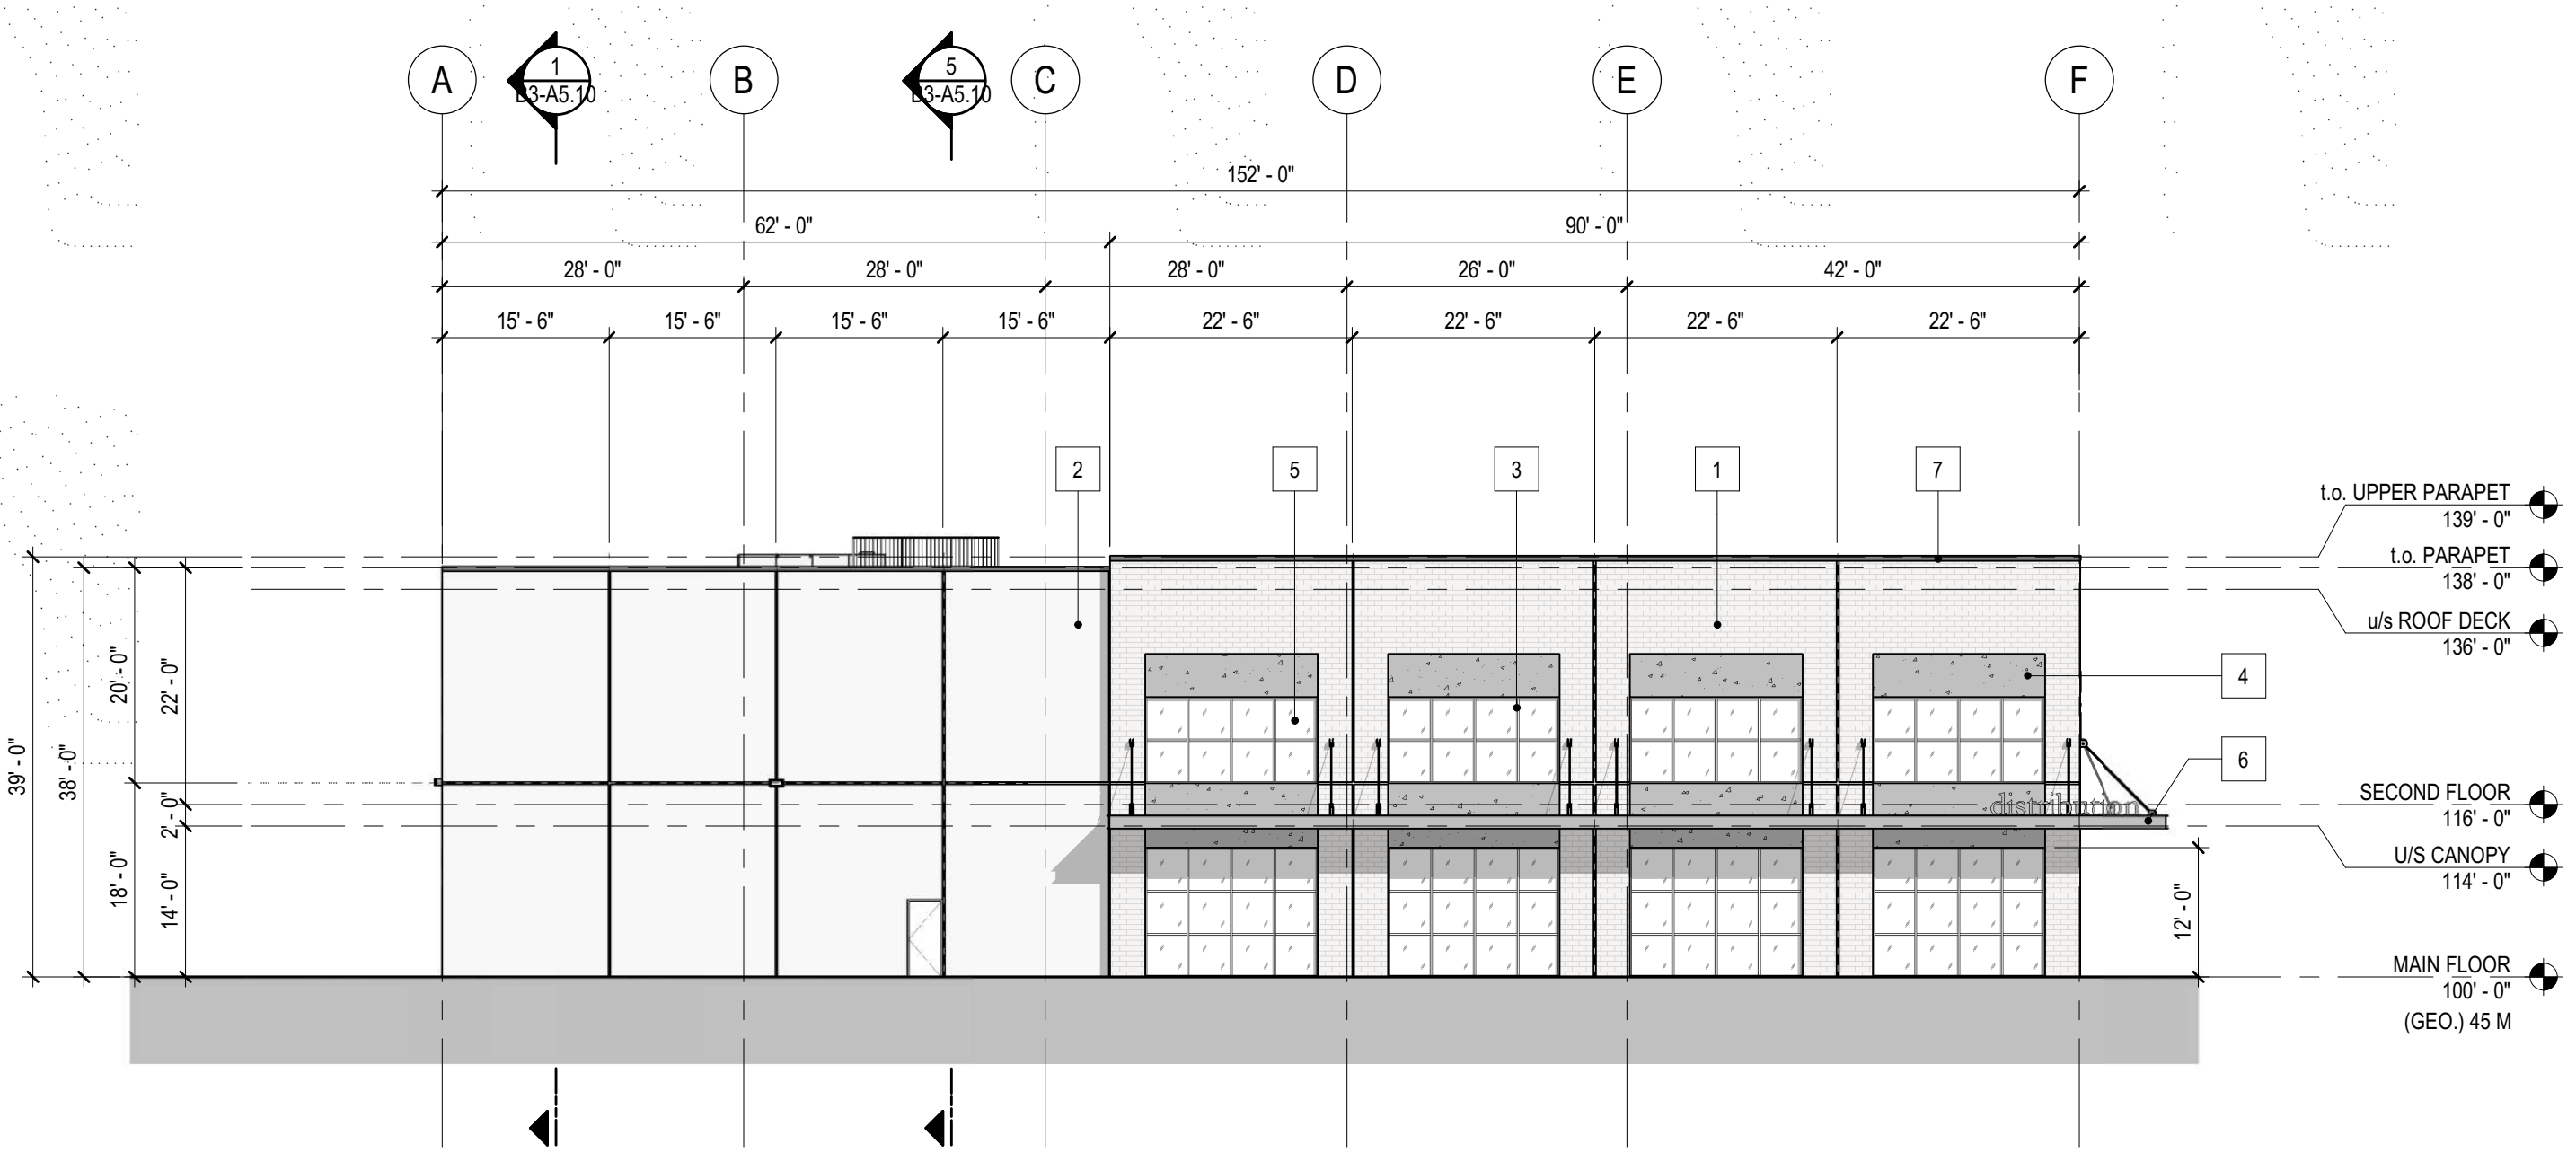 A
1
B3-A5.10
B
5
B3-A5.10
C
D
E
F
152' - 0"
62' - 0"
90' - 0"
28' - 0"
28' - 0"
28' - 0"
26' - 0"
42' - 0"
15' - 6"
15' - 6"
15' - 6"
15' - 6"
22' - 6"
22' - 6"
22' - 6"
22' - 6"
2
5
3
1
7
t.o. UPPER PARAPET
139' - 0"
t.o. PARAPET
138' - 0"
u/s ROOF DECK
136' - 0"
4
6
39' - 0"
38' - 0"
20' - 0"
22' - 0"
2' - 0"
18' - 0"
14' - 0"
distribution
SECOND FLOOR
116' - 0"
U/S CANOPY
114' - 0"
12' - 0"
MAIN FLOOR
100' - 0"
(GEO.) 45 M